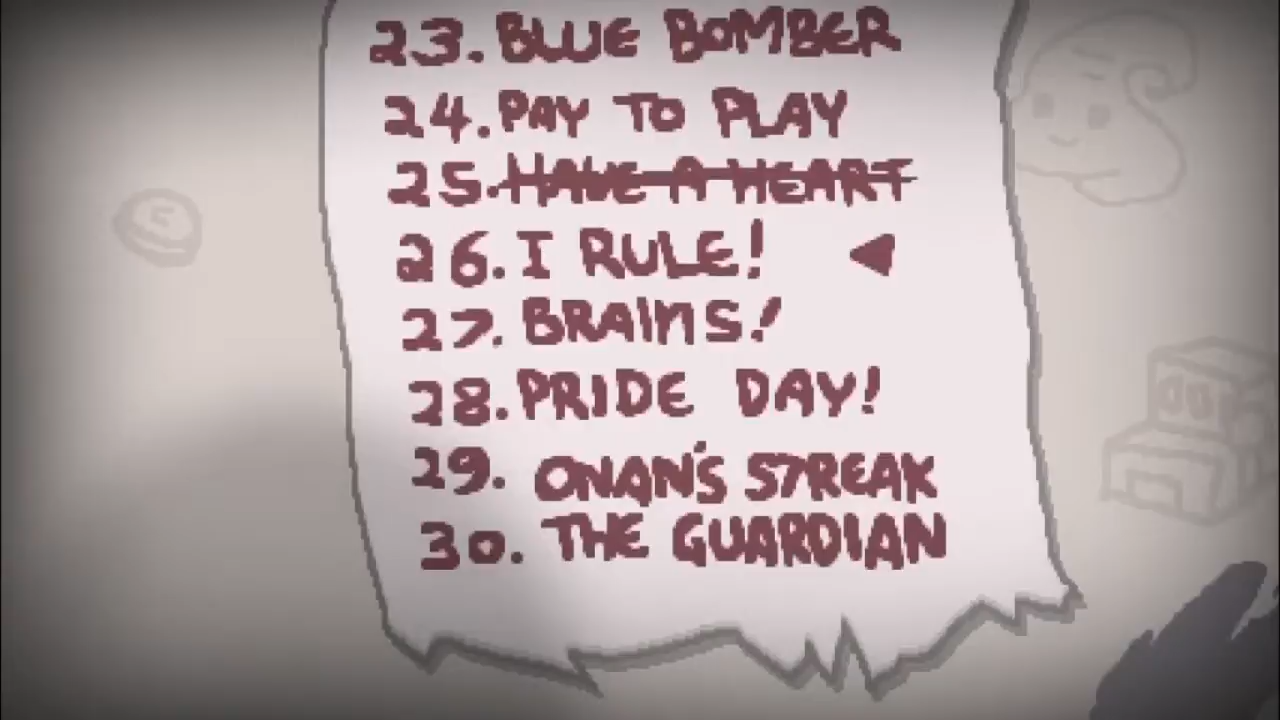 23. BLUE BOMBER
24. PAY TO PLAY
25. HAVE A HEART
26. I RULE!
27. BRAINS!
28. PRIDE DAY!
29. ONAN'S STREAK
30. THE GUARDIAN